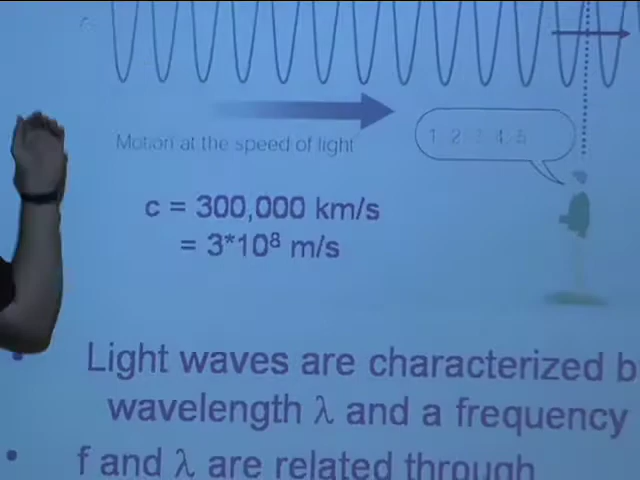 Motion at the speed of light
1 2 3 4 5
c = 300,000 km/s
= 3*10⁸ m/s
Light waves are characterized b
wavelength λ and a frequency
f and λ are related through